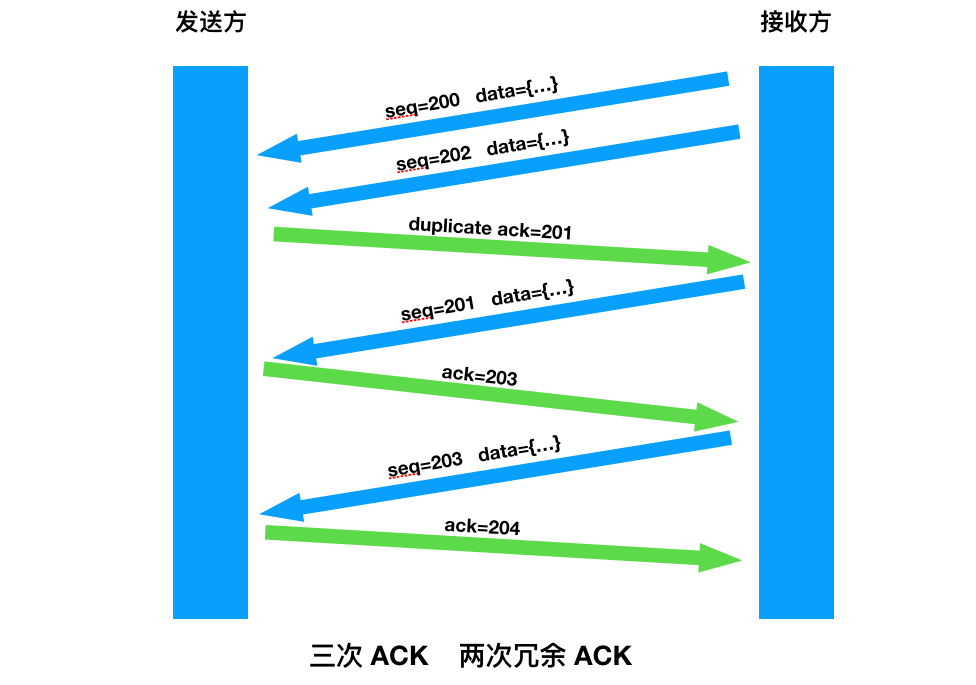 发送方
接收方
seq=200 data={...}
seq=202 data={...}
duplicate ack=201
seq=201 data={...}
ack=203
seq=203 data={...}
ack=204
三次 ACK 两次冗余 ACK